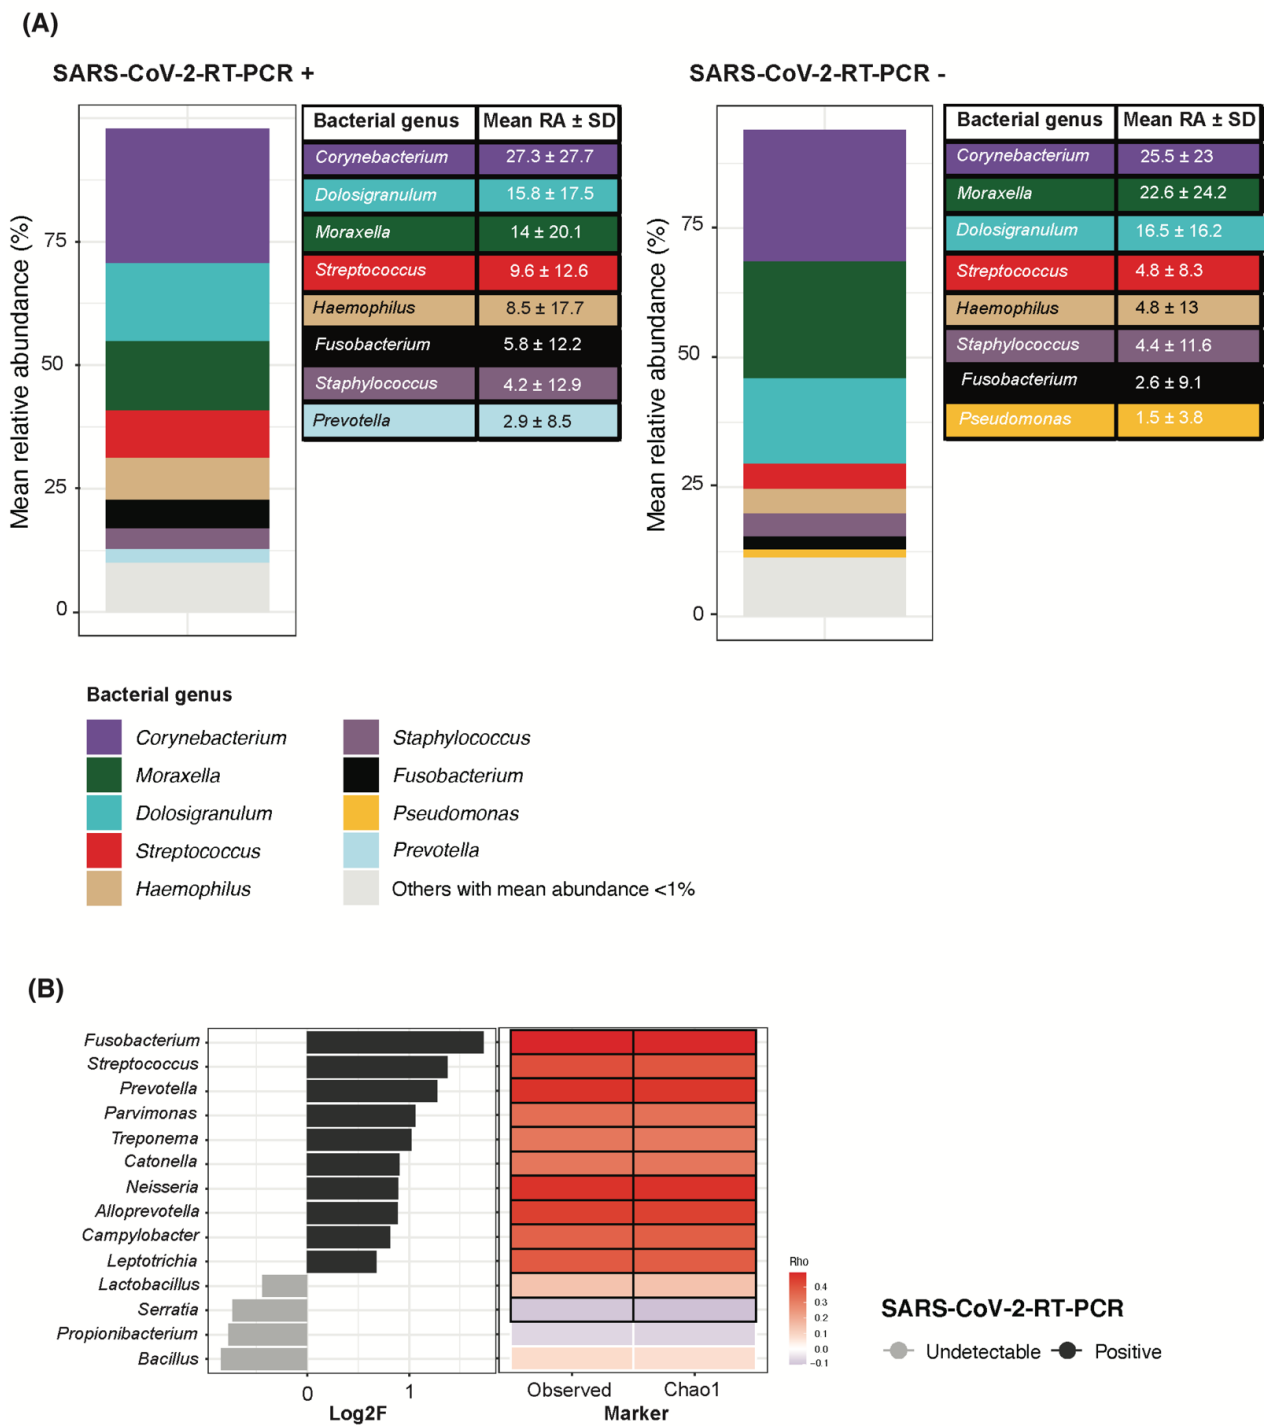 (A)
SARS-CoV-2-RT-PCR +
Mean relative abundance (%)
75
50
25
0
Bacterial genus Mean RA ± SD
Corynebacterium 27.3 ± 27.7
Dolosigranulum 15.8 ± 17.5
Moraxella 14 ± 20.1
Streptococcus 9.6 ± 12.6
Haemophilus 8.5 ± 17.7
Fusobacterium 5.8 ± 12.2
Staphylococcus 4.2 ± 12.9
Prevotella 2.9 ± 8.5
SARS-CoV-2-RT-PCR -
Mean relative abundance (%)
75
50
25
0
Bacterial genus Mean RA ± SD
Corynebacterium 25.5 ± 23
Moraxella 22.6 ± 24.2
Dolosigranulum 16.5 ± 16.2
Streptococcus 4.8 ± 8.3
Haemophilus 4.8 ± 13
Staphylococcus 4.4 ± 11.6
Fusobacterium 2.6 ± 9.1
Pseudomonas 1.5 ± 3.8
Bacterial genus
Corynebacterium
Moraxella
Dolosigranulum
Streptococcus
Haemophilus
Staphylococcus
Fusobacterium
Pseudomonas
Prevotella
Others with mean abundance <1%
(B)
Fusobacterium
Streptococcus
Prevotella
Parvimonas
Treponema
Catonella
Neisseria
Alloprevotella
Campylobacter
Leptotrichia
Lactobacillus
Serratia
Propionibacterium
Bacillus
0 1
Log2F
Observed Chao1
Marker
Rho
0.4
0.3
0.2
0.1
0.0
-0.1
SARS-CoV-2-RT-PCR
Undetectable Positive